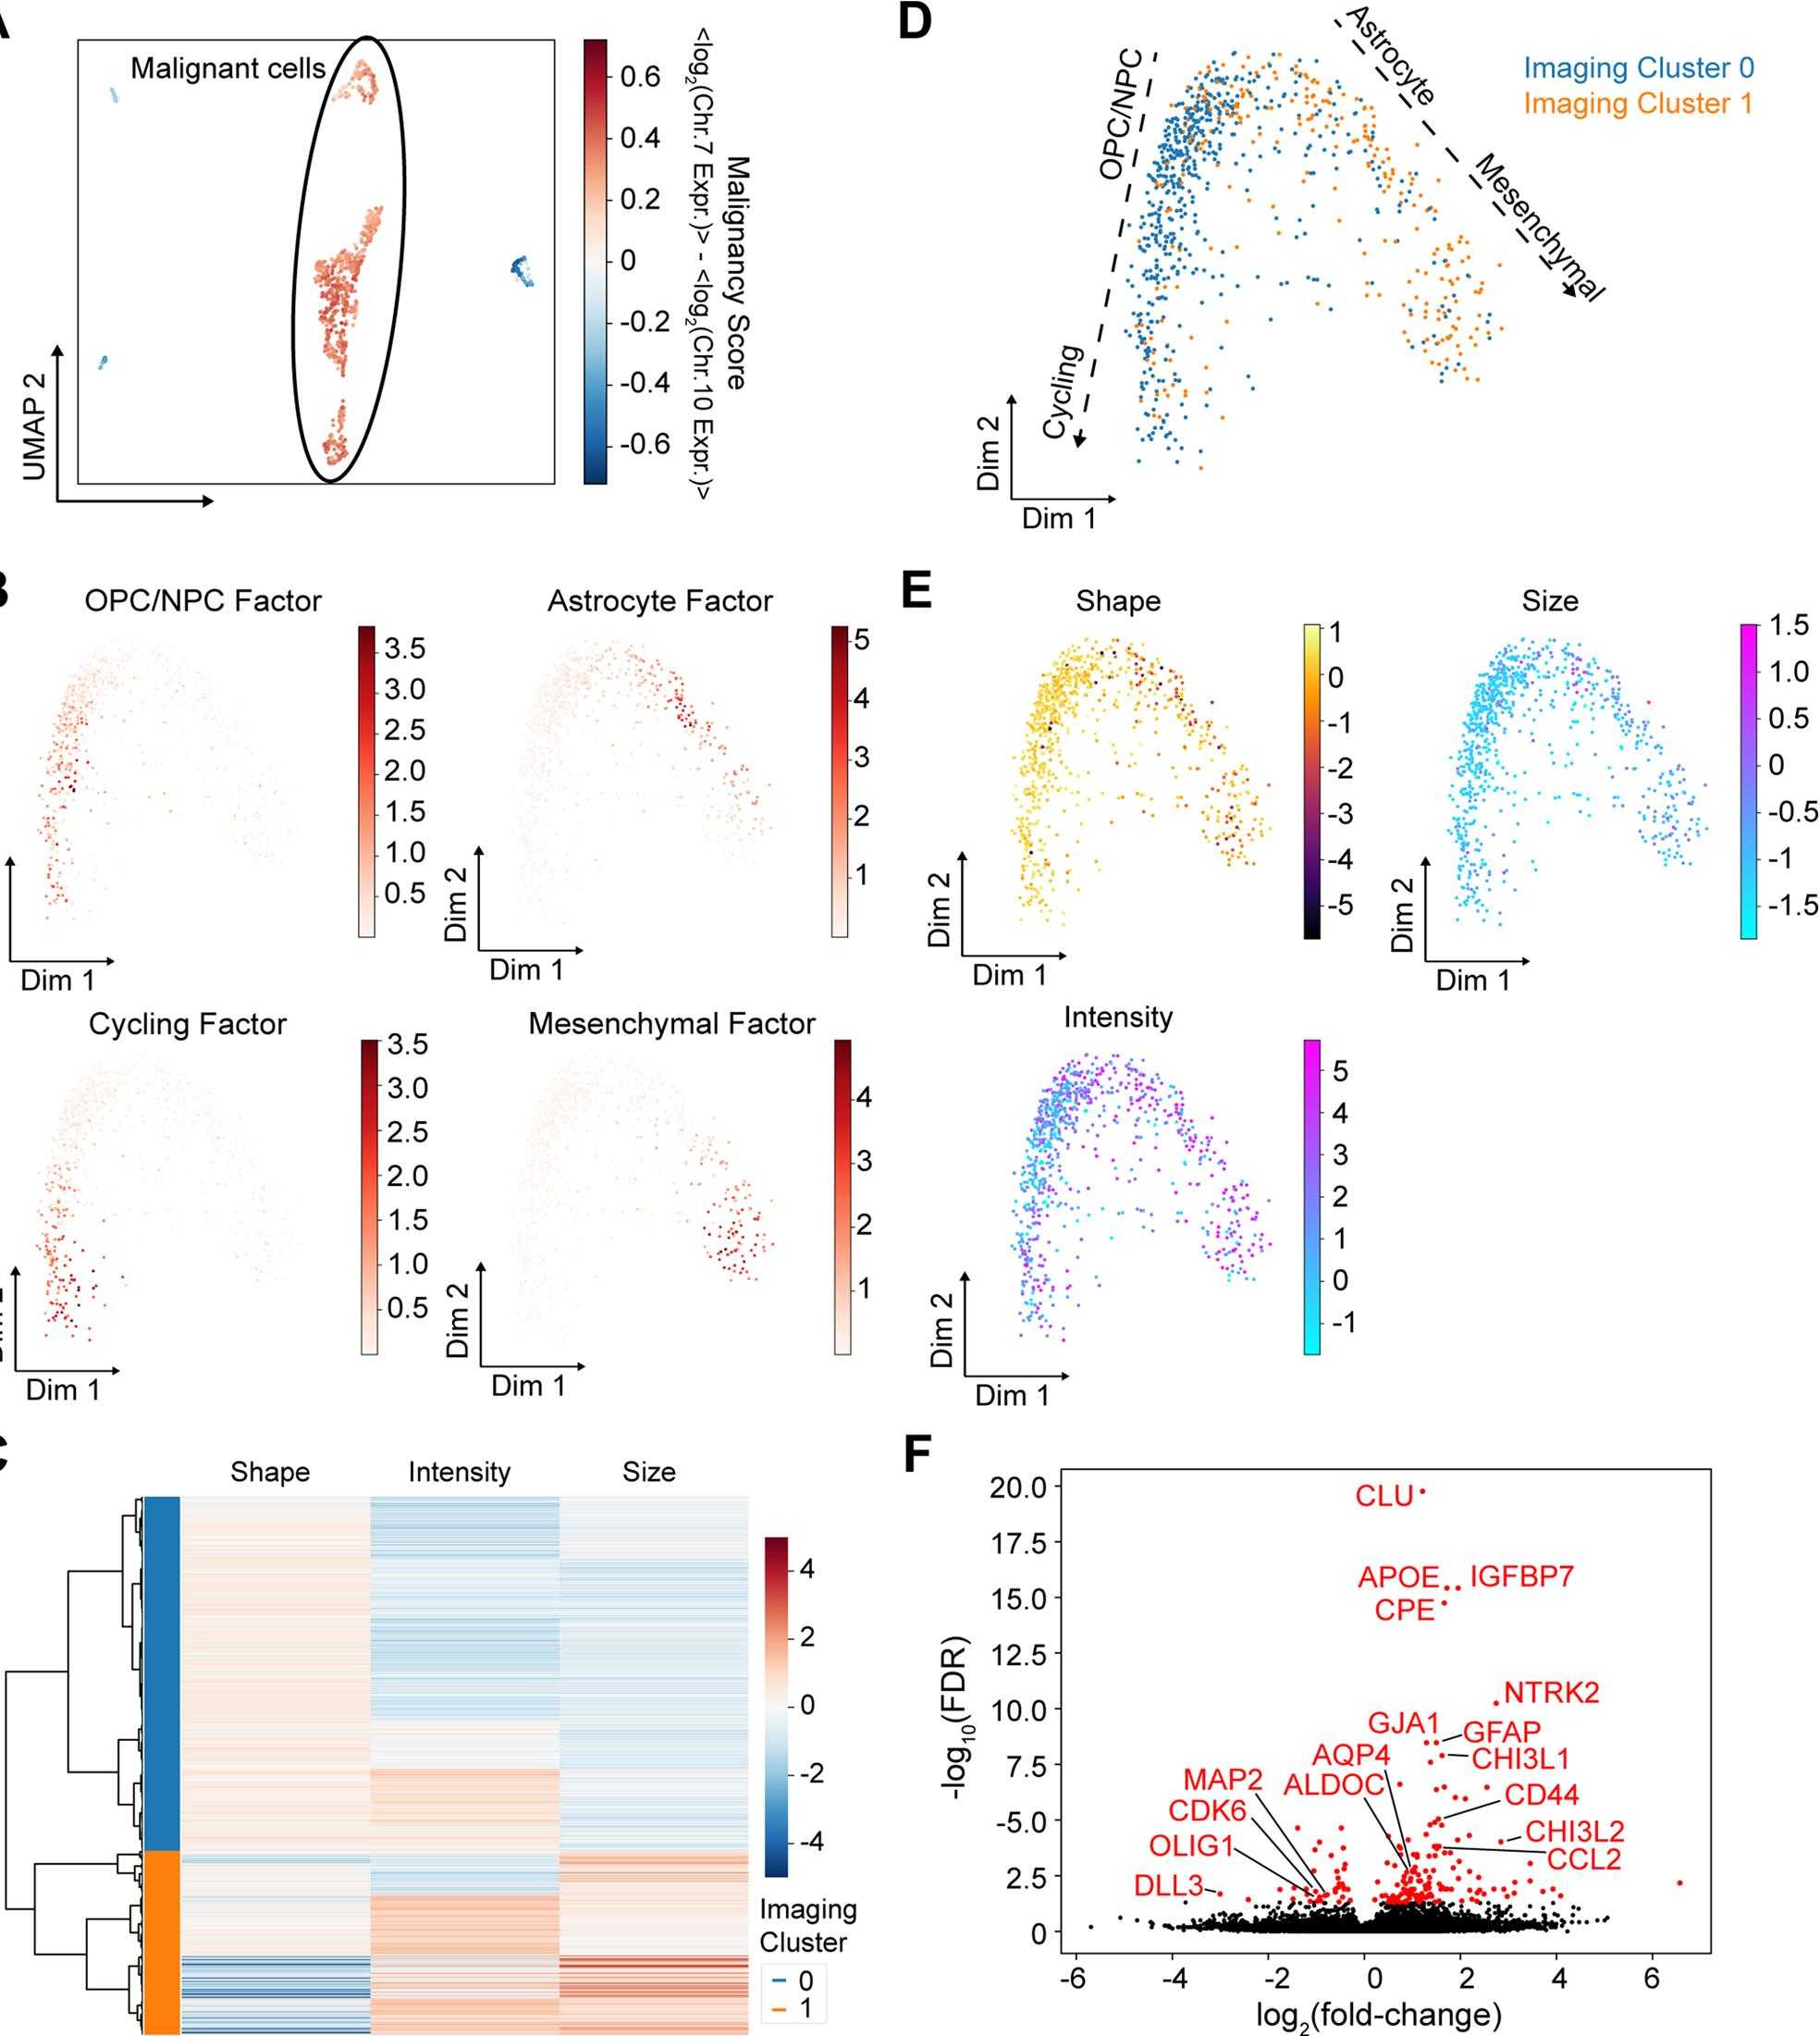 Malignant cells
UMAP 2
0.6
0.4
0.2
0
-0.2
-0.4
-0.6
Malignancy Score
<log2(Chr.7 Expr.)> - <log2(Chr.10 Expr.)>
D
OPC/NPC
Cycling
Astrocyte
Mesenchymal
Imaging Cluster 0
Imaging Cluster 1
Dim 2
Dim 1
OPC/NPC Factor
3.5
3.0
2.5
2.0
1.5
1.0
0.5
Dim 1
Astrocyte Factor
5
4
3
2
1
Dim 2
Dim 1
Cycling Factor
3.5
3.0
2.5
2.0
1.5
1.0
0.5
Dim 1
Mesenchymal Factor
4
3
2
1
Dim 2
Dim 1
E
Shape
1
0
-1
-2
-3
-4
-5
Dim 2
Dim 1
Size
1.5
1.0
0.5
0
-0.5
-1
-1.5
Dim 2
Dim 1
Intensity
5
4
3
2
1
0
-1
Dim 2
Dim 1
Shape
Intensity
Size
4
2
0
-2
-4
Imaging
Cluster
0
1
F
-log10(FDR)
20.0
17.5
15.0
12.5
10.0
7.5
-5.0
2.5
0
CLU
APOE
IGFBP7
CPE
NTRK2
GJA1
GFAP
AQP4
CHI3L1
MAP2
ALDOC
CD44
CDK6
CHI3L2
OLIG1
CCL2
DLL3
-6
-4
-2
0
2
4
6
log2(fold-change)